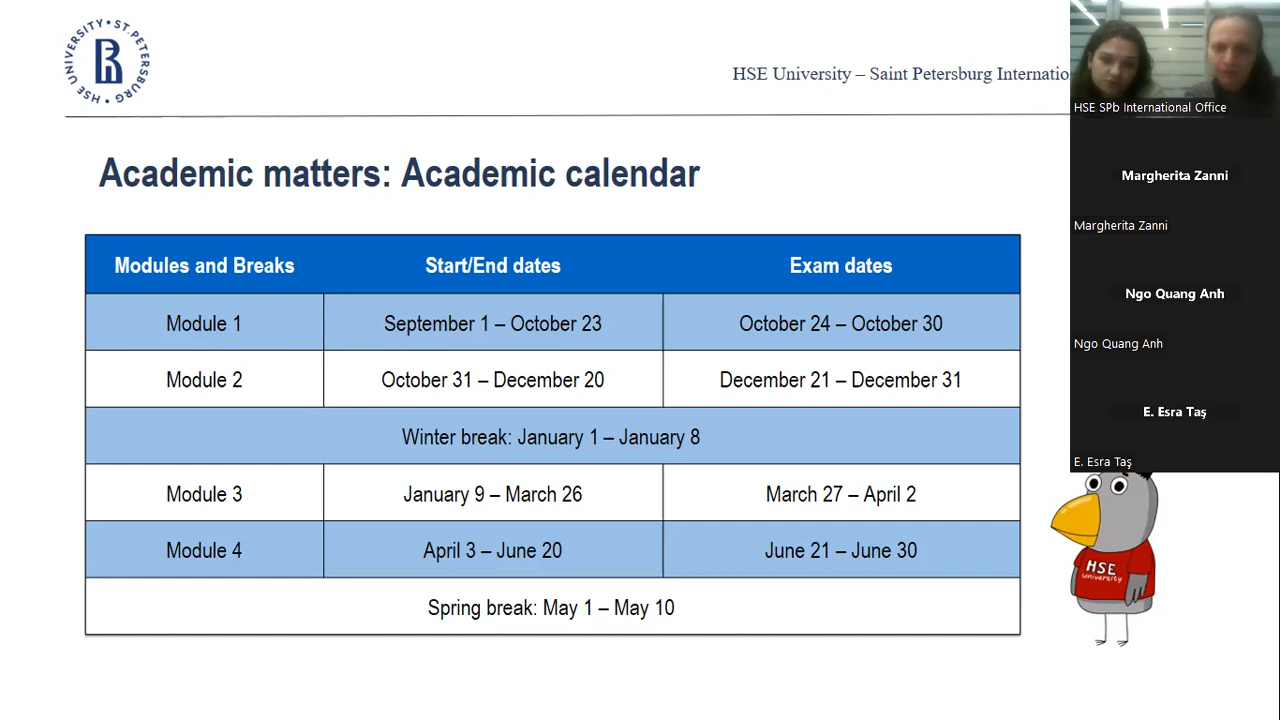 HSE UNIVERSITY • ST. PETERSBURG •
HSE University – Saint Petersburg Internatio
Academic matters: Academic calendar
Modules and Breaks Start/End dates Exam dates
Module 1 September 1 – October 23 October 24 – October 30
Module 2 October 31 – December 20 December 21 – December 31
Winter break: January 1 – January 8
Module 3 January 9 – March 26 March 27 – April 2
Module 4 April 3 – June 20 June 21 – June 30
Spring break: May 1 – May 10
HSE SPb International Office
Margherita Zanni
Margherita Zanni
Ngo Quang Anh
Ngo Quang Anh
E. Esra Taş
E. Esra Taş
HSE
University